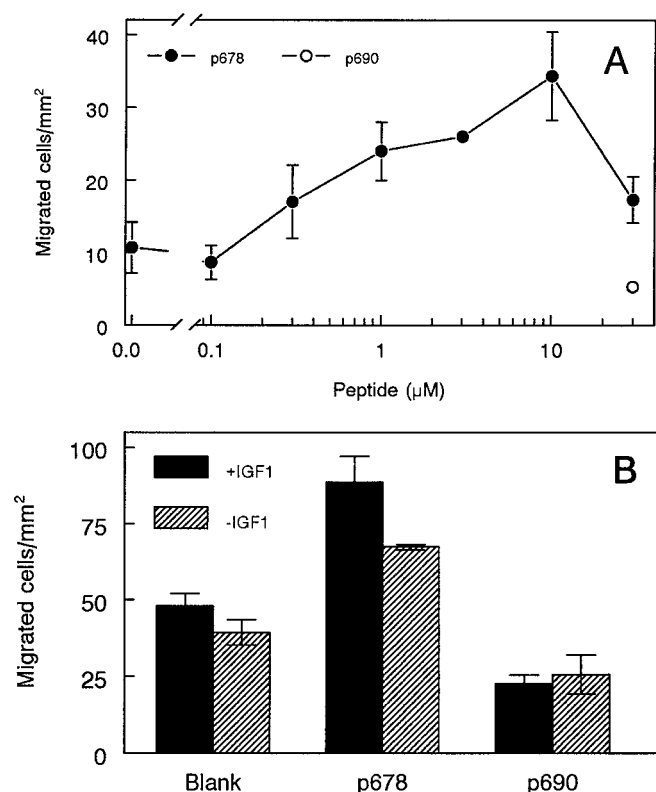 40
30
20
10
0
Migrated cells/mm²
p678
p690
A
0.0
0.1
1
10
Peptide (µM)
100
75
50
25
0
Migrated cells/mm²
+IGF1
-IGF1
B
Blank
p678
p690